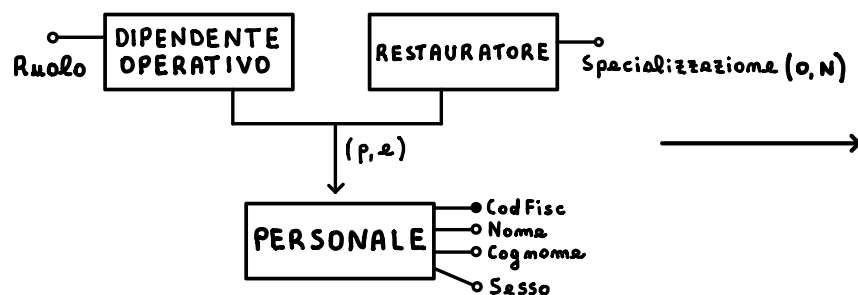 DIPENDENTE
OPERATIVO
Ruolo
RESTAURATORE
Specializzazione (0,N)
(p,e)
PERSONALE
CodFisc
Nome
Cognome
Sesso